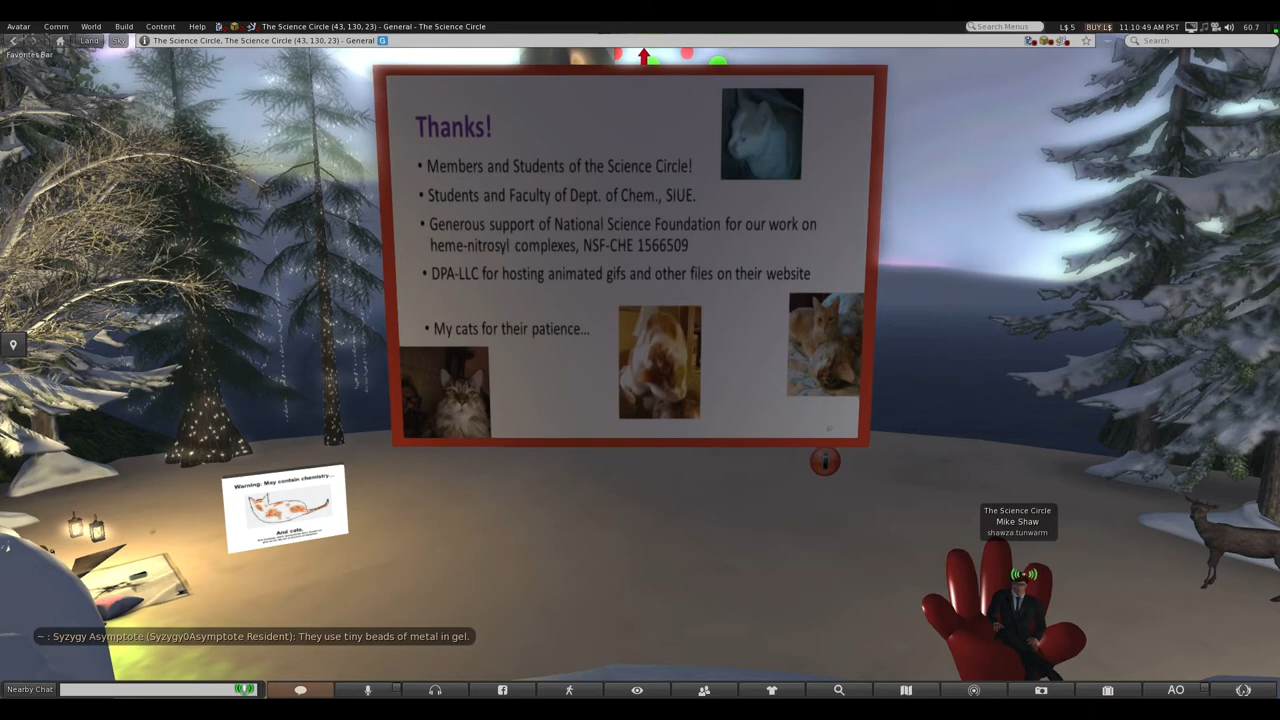 Avatar Comm World Build Content Help The Science Circle (43, 130, 23) - General - The Science Circle Search Menus L$ 5 BUY L$ 11:10:49 AM PST 60.7
Land Sky The Science Circle, The Science Circle (43, 130, 23) - General G Search
Favorites Bar
Thanks!
• Members and Students of the Science Circle!
• Students and Faculty of Dept. of Chem., SIUE.
• Generous support of National Science Foundation for our work on
heme-nitrosyl complexes, NSF-CHE 1566509
• DPA-LLC for hosting animated gifs and other files on their website
• My cats for their patience...
Warning: May contain chemistry...
And cats.
The Science Circle
Mike Shaw
shawza.tunwarm
~ : Syzygy Asymptote (Syzygy0Asymptote Resident): They use tiny beads of metal in gel.
Nearby Chat AO